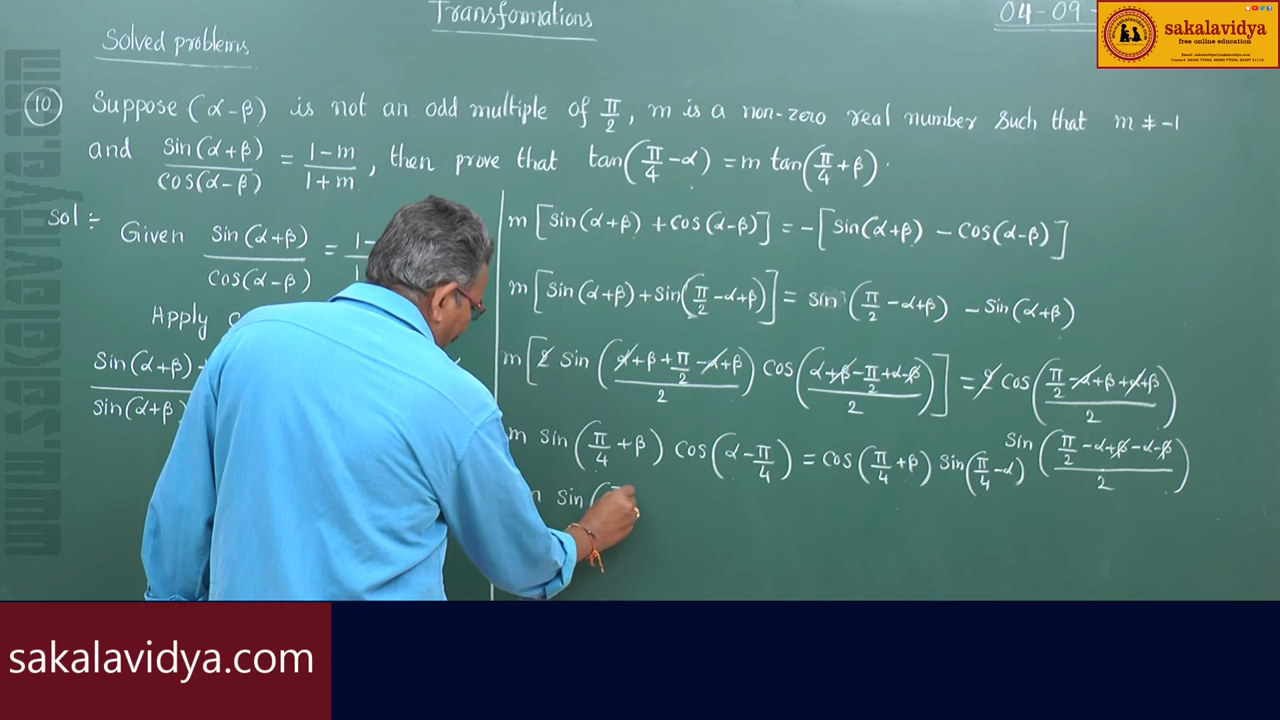 Transformations
04-09-
Solved problems
sakalavidya
free online education
(10) Suppose (α-β) is not an odd multiple of π/2, m is a non-zero real number such that m ≠ -1
and sin(α+β)/cos(α-β) = 1-m/1+m, then prove that tan(π/4 - α) = m tan(π/4 + β).
Sol :-
Given sin(α+β)/cos(α-β) = 1-
Apply
sin(α+β)
sin(α+β)
m[sin(α+β) + cos(α-β)] = -[sin(α+β) - cos(α-β)]
m[sin(α+β) + sin(π/2 - α+β)] = sin(π/2 - α+β) - sin(α+β)
m[2 sin((α+β+π/2-α+β)/2) cos((α+β-π/2+α-β)/2)] = 2 cos((π/2-α+β+α+β)/2)
sin((π/2-α+β-α-β)/2)
m sin(π/4 + β) cos(α - π/4) = cos(π/4 + β) sin(π/4 - α)
sin(
www.sakalavidya.com
sakalavidya.com